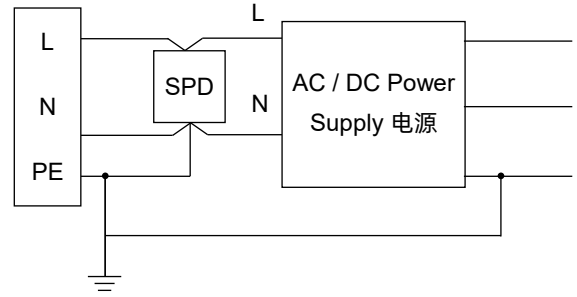 L
N
PE
SPD
L
N
AC / DC Power
Supply 电源